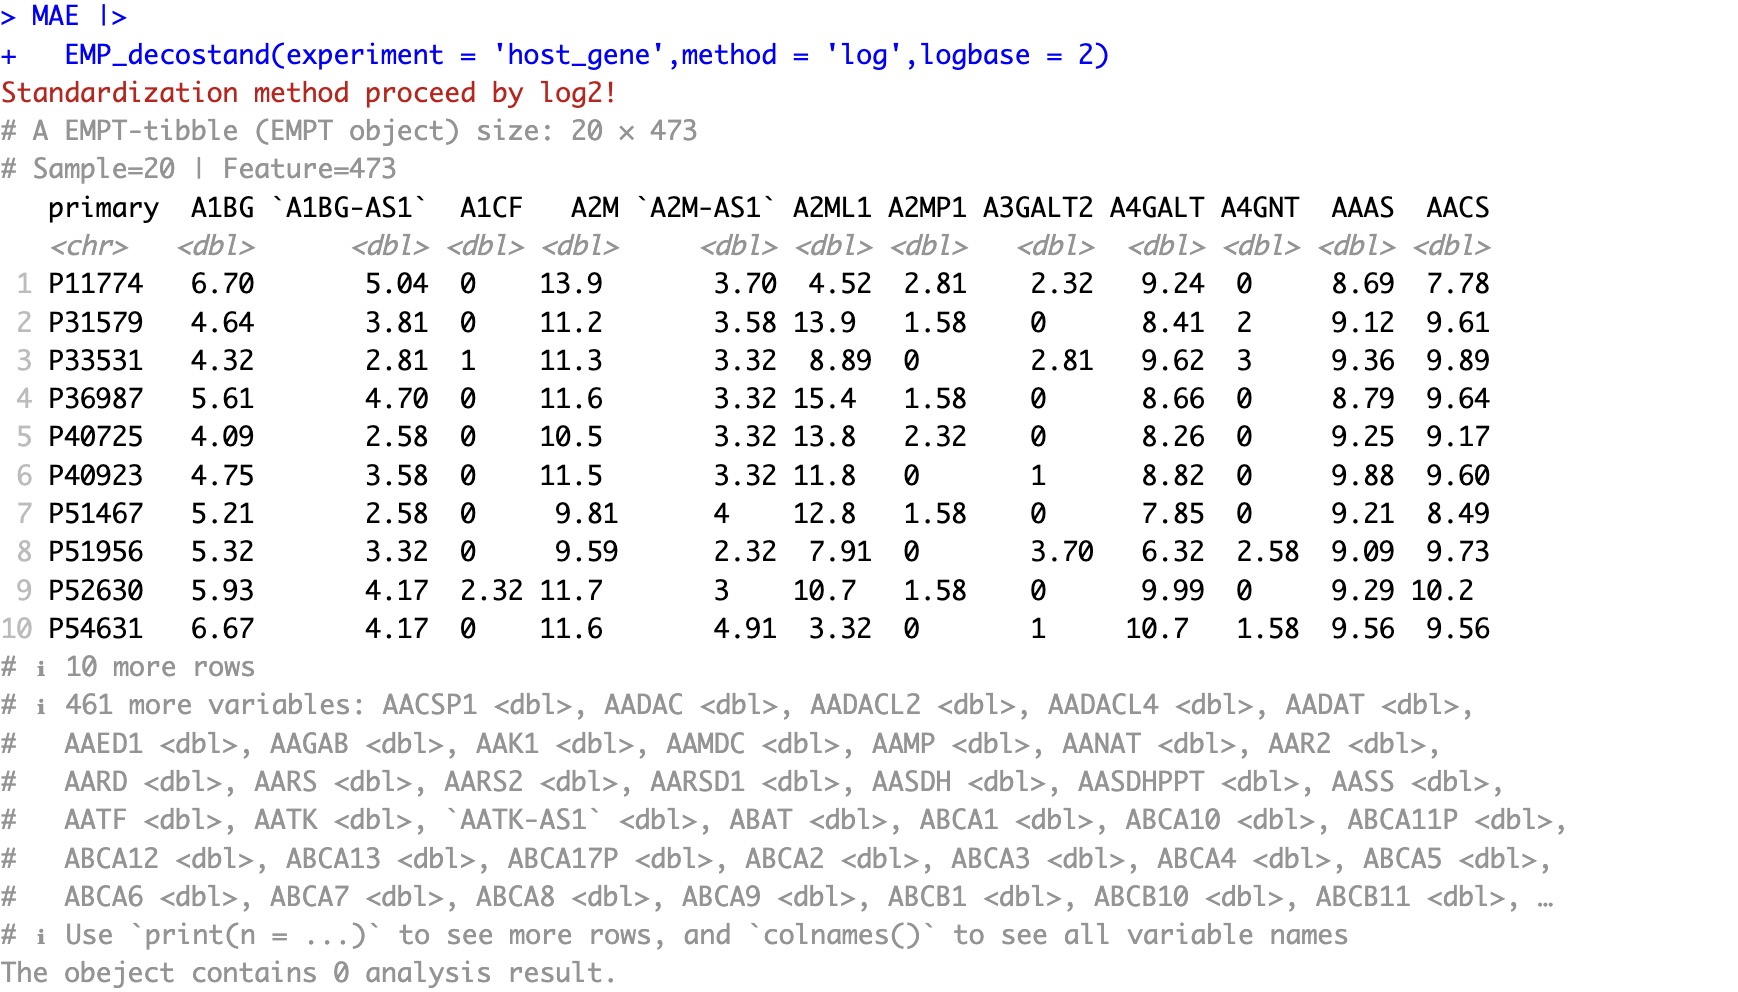 > MAE |>
+   EMP_decostand(experiment = 'host_gene',method = 'log',logbase = 2)
Standardization method proceed by log2!
# A EMPT-tibble (EMPT object) size: 20 × 473
# Sample=20 | Feature=473
   primary  A1BG `A1BG-AS1`  A1CF   A2M `A2M-AS1` A2ML1 A2MP1 A3GALT2 A4GALT A4GNT  AAAS  AACS
   <chr>   <dbl>      <dbl> <dbl> <dbl>     <dbl> <dbl> <dbl>   <dbl>  <dbl> <dbl> <dbl> <dbl>
 1 P11774   6.70       5.04  0    13.9       3.70  4.52  2.81    2.32   9.24  0     8.69  7.78
 2 P31579   4.64       3.81  0    11.2       3.58 13.9   1.58    0      8.41  2     9.12  9.61
 3 P33531   4.32       2.81  1    11.3       3.32  8.89  0       2.81   9.62  3     9.36  9.89
 4 P36987   5.61       4.70  0    11.6       3.32 15.4   1.58    0      8.66  0     8.79  9.64
 5 P40725   4.09       2.58  0    10.5       3.32 13.8   2.32    0      8.26  0     9.25  9.17
 6 P40923   4.75       3.58  0    11.5       3.32 11.8   0       1      8.82  0     9.88  9.60
 7 P51467   5.21       2.58  0     9.81      4    12.8   1.58    0      7.85  0     9.21  8.49
 8 P51956   5.32       3.32  0     9.59      2.32  7.91  0       3.70   6.32  2.58  9.09  9.73
 9 P52630   5.93       4.17  2.32 11.7       3    10.7   1.58    0      9.99  0     9.29 10.2
10 P54631   6.67       4.17  0    11.6       4.91  3.32  0       1     10.7   1.58  9.56  9.56
# ℹ 10 more rows
# ℹ 461 more variables: AACSP1 <dbl>, AADAC <dbl>, AADACL2 <dbl>, AADACL4 <dbl>, AADAT <dbl>,
#   AAED1 <dbl>, AAGAB <dbl>, AAK1 <dbl>, AAMDC <dbl>, AAMP <dbl>, AANAT <dbl>, AAR2 <dbl>,
#   AARD <dbl>, AARS <dbl>, AARS2 <dbl>, AARSD1 <dbl>, AASDH <dbl>, AASDHPPT <dbl>, AASS <dbl>,
#   AATF <dbl>, AATK <dbl>, `AATK-AS1` <dbl>, ABAT <dbl>, ABCA1 <dbl>, ABCA10 <dbl>, ABCA11P <dbl>,
#   ABCA12 <dbl>, ABCA13 <dbl>, ABCA17P <dbl>, ABCA2 <dbl>, ABCA3 <dbl>, ABCA4 <dbl>, ABCA5 <dbl>,
#   ABCA6 <dbl>, ABCA7 <dbl>, ABCA8 <dbl>, ABCA9 <dbl>, ABCB1 <dbl>, ABCB10 <dbl>, ABCB11 <dbl>, …
# ℹ Use `print(n = ...)` to see more rows, and `colnames()` to see all variable names
The obeject contains 0 analysis result.